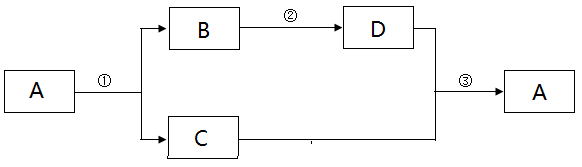 B ② D
A ① ③ A
C